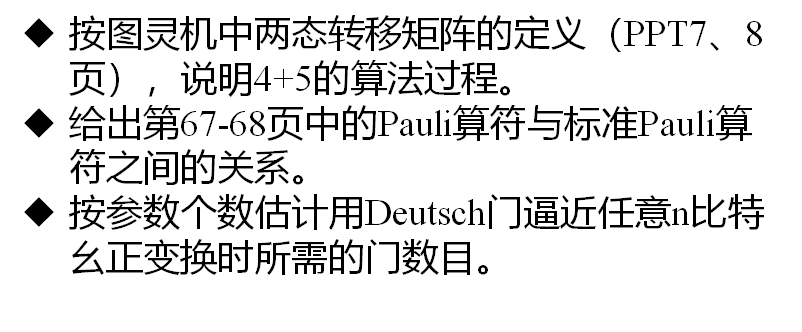 ◆ 按图灵机中两态转移矩阵的定义（PPT7、8
页），说明4+5的算法过程。
◆ 给出第67-68页中的Pauli算符与标准Pauli算
符之间的关系。
◆ 按参数个数估计用Deutsch门逼近任意n比特
幺正变换时所需的门数目。